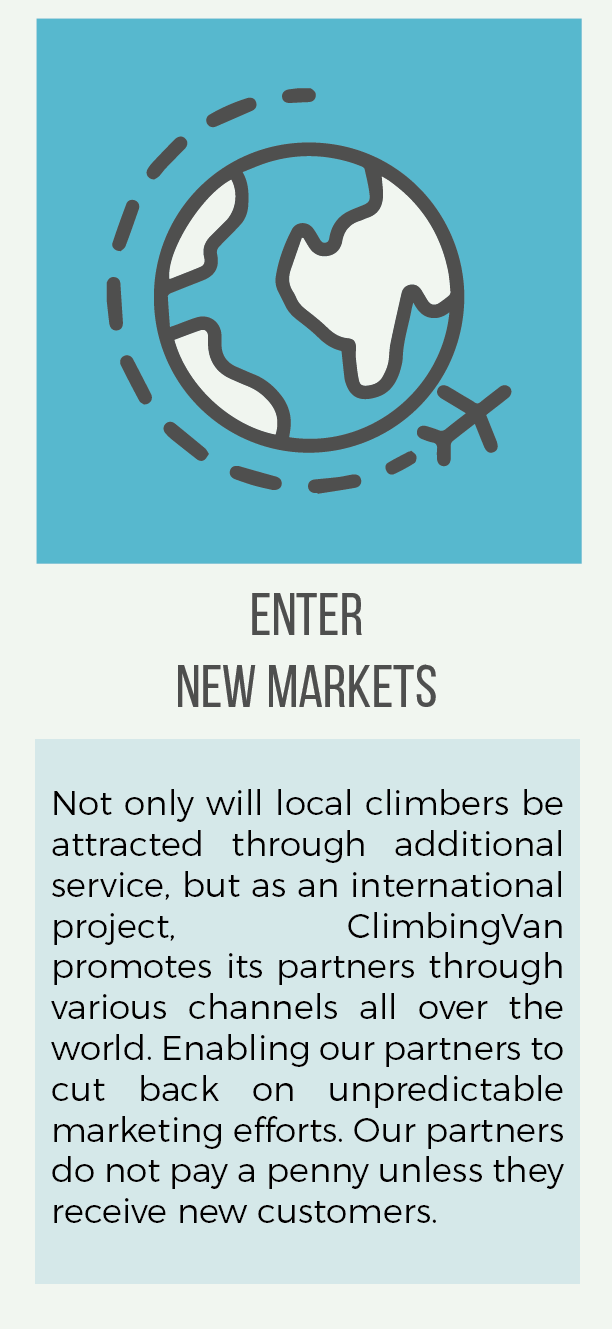 ENTER
NEW MARKETS
Not only will local climbers be
attracted through additional
service, but as an international
project, ClimbingVan
promotes its partners through
various channels all over the
world. Enabling our partners to
cut back on unpredictable
marketing efforts. Our partners
do not pay a penny unless they
receive new customers.